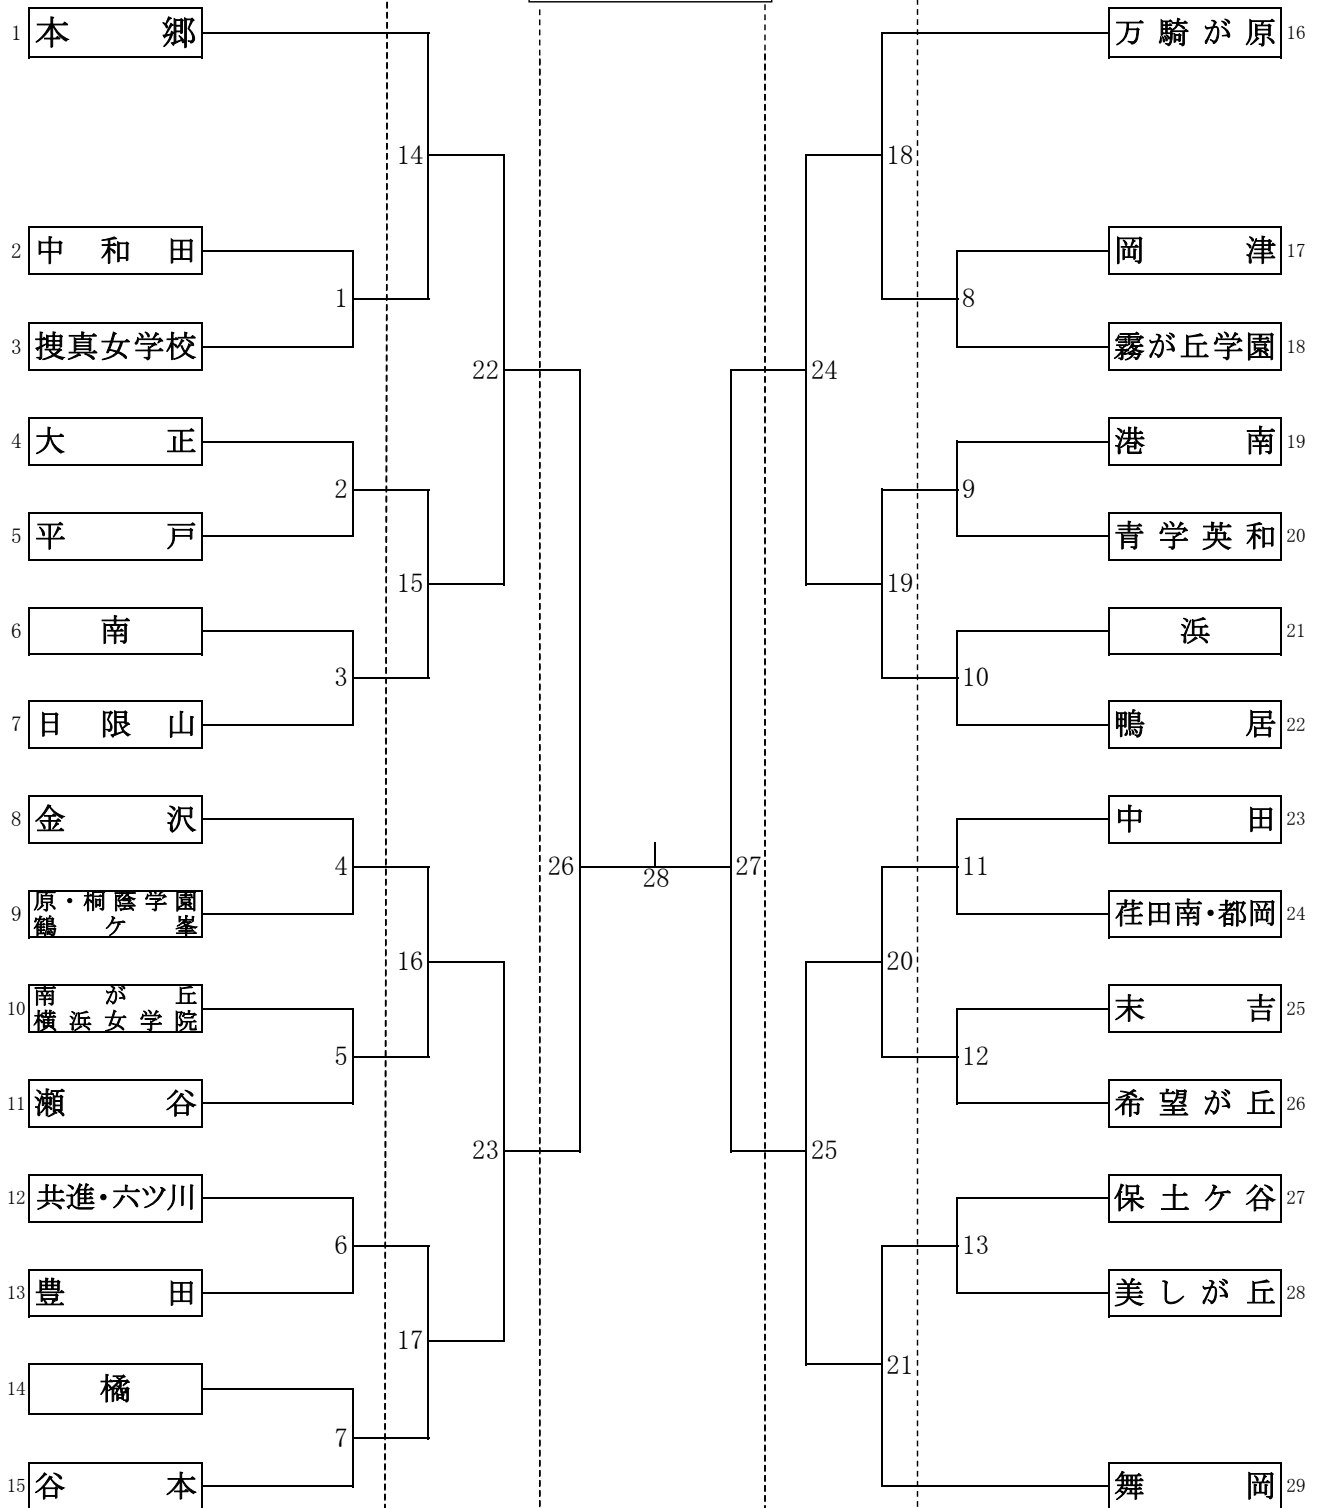 1 本郷
14
2 中和田
1
3 捜真女学校
22
4 大正
2
5 平戸
15
6 南
3
7 日限山
8 金沢
4
9 原・桐蔭学園
鶴ケ峯
16
10 南が丘
横浜女学院
5
11 瀬谷
23
12 共進・六ツ川
6
13 豊田
17
14 橘
7
15 谷本
26
28
27
万騎が原 16
18
岡津 17
8
霧が丘学園 18
24
港南 19
9
青学英和 20
19
浜 21
10
鴨居 22
中田 23
11
荏田南・都岡 24
20
末吉 25
12
希望が丘 26
25
保土ケ谷 27
13
美しが丘 28
21
舞岡 29